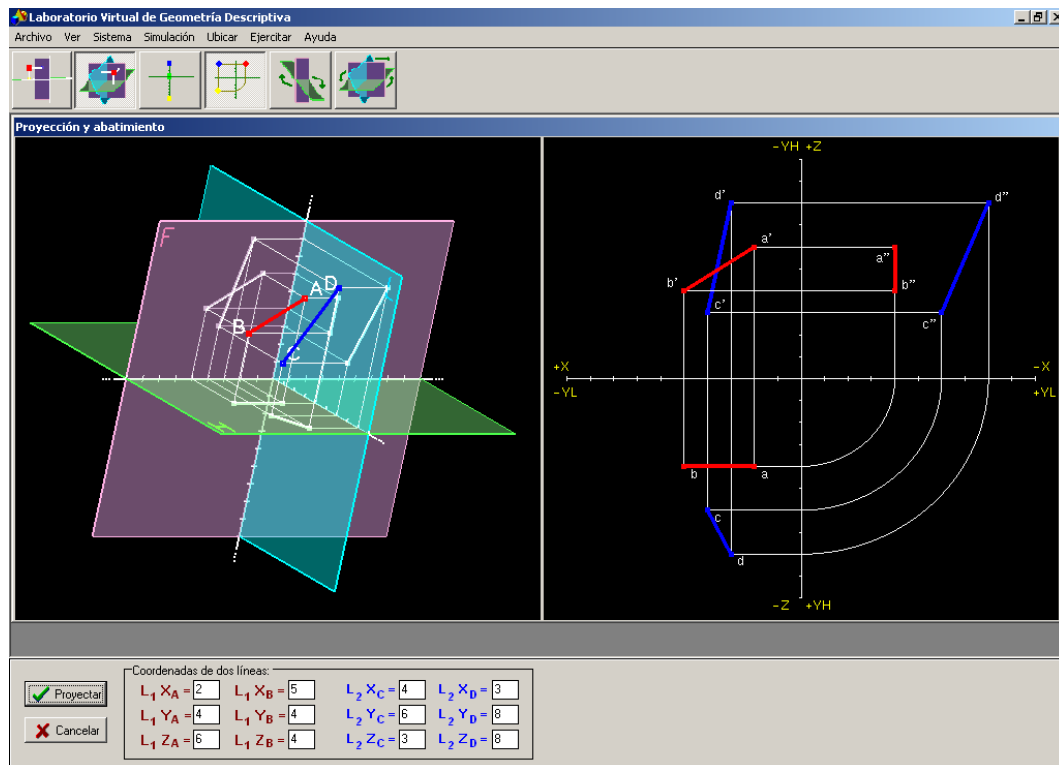 Laboratorio Virtual de Geometría Descriptiva
Archivo Ver Sistema Simulación Ubicar Ejercitar Ayuda
Proyección y abatimiento
F
A
D
B
C
H
-YH +Z
d'
d"
a'
a"
b'
b"
c'
c"
+X
-X
-YL
+YL
b
a
c
d
-Z +YH
Coordenadas de dos líneas:
Proyectar
L1 XA = 2 L1 XB = 5 L2 XC = 4 L2 XD = 3
L1 YA = 4 L1 YB = 4 L2 YC = 6 L2 YD = 8
Cancelar
L1 ZA = 6 L1 ZB = 4 L2 ZC = 3 L2 ZD = 8